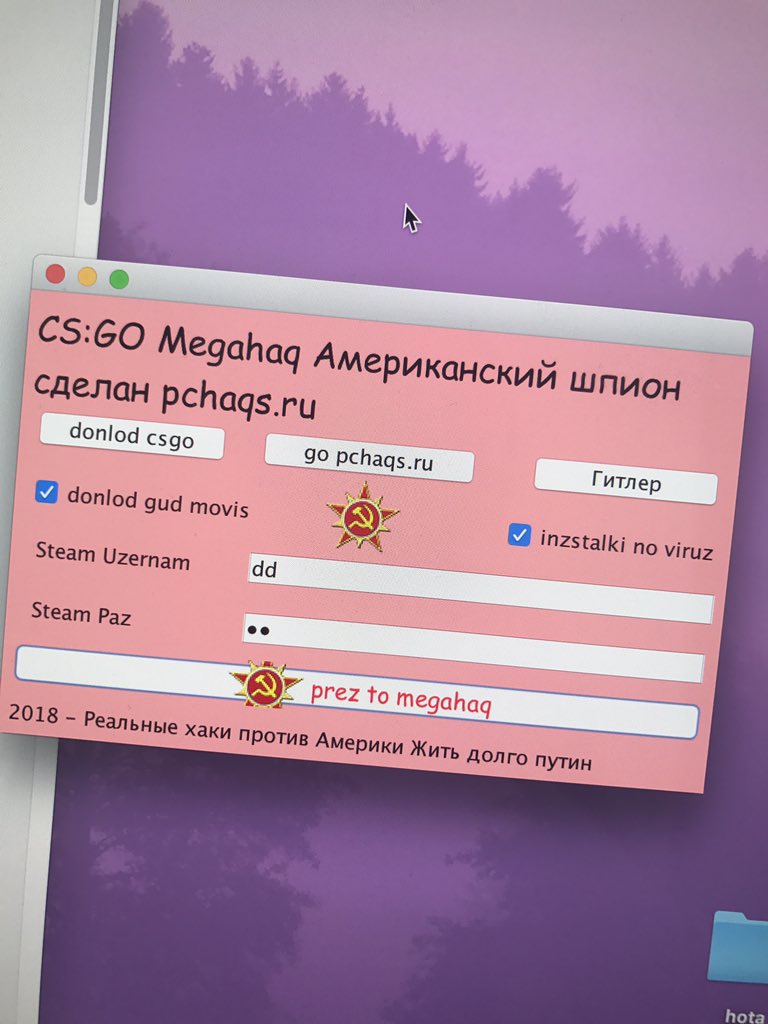 CS:GO Megahaq Американский шпион
сделан pchaqs.ru
donlod csgo
go pchaqs.ru
Гитлер
donlod gud movis
inzstalki no viruz
Steam Uzernam
dd
Steam Paz
prez to megahaq
2018 - Реальные хаки против Америки Жить долго путин
hota